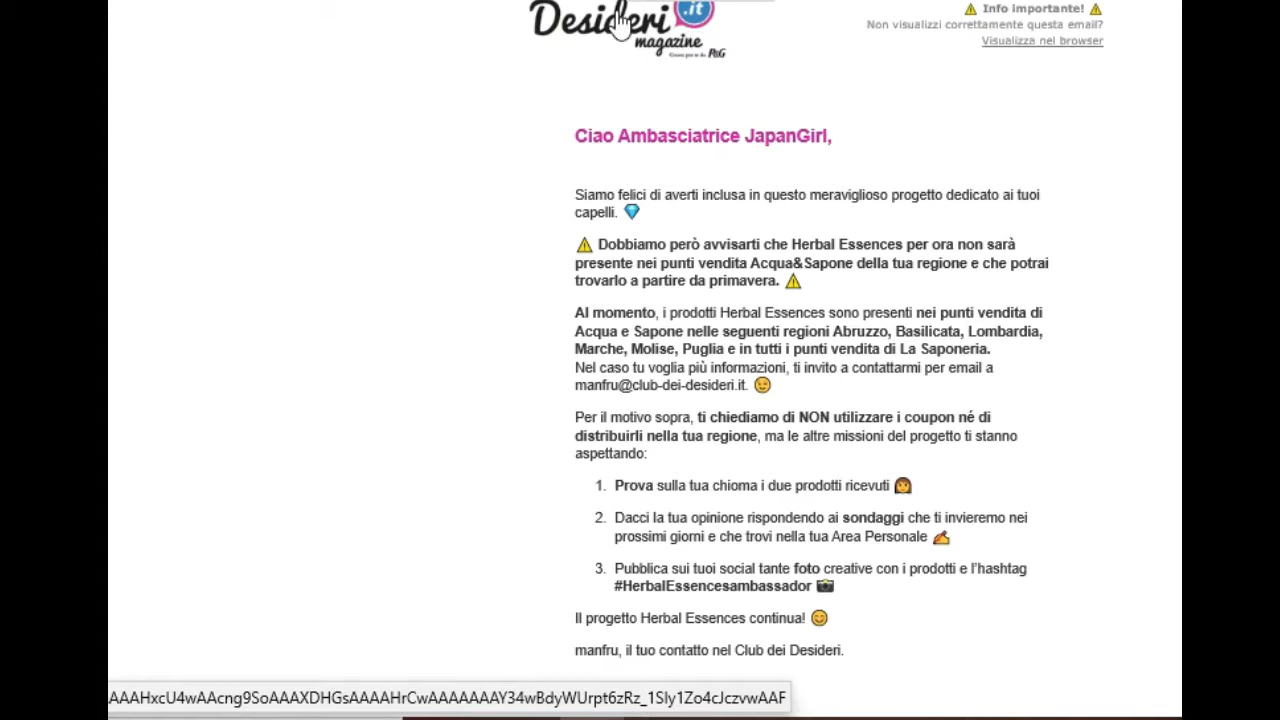 Desideri .it
magazine
P&G
⚠ Info importante! ⚠
Non visualizzi correttamente questa email?
Visualizza nel browser
Ciao Ambasciatrice JapanGirl,
Siamo felici di averti inclusa in questo meraviglioso progetto dedicato ai tuoi
capelli. 💎
⚠ Dobbiamo però avvisarti che Herbal Essences per ora non sarà
presente nei punti vendita Acqua&Sapone della tua regione e che potrai
trovarlo a partire da primavera. ⚠
Al momento, i prodotti Herbal Essences sono presenti nei punti vendita di
Acqua e Sapone nelle seguenti regioni Abruzzo, Basilicata, Lombardia,
Marche, Molise, Puglia e in tutti i punti vendita di La Saponeria.
Nel caso tu voglia più informazioni, ti invito a contattarmi per email a
manfru@club-dei-desideri.it. 😉
Per il motivo sopra, ti chiediamo di NON utilizzare i coupon né di
distribuirli nella tua regione, ma le altre missioni del progetto ti stanno
aspettando:
1. Prova sulla tua chioma i due prodotti ricevuti 👩
2. Dacci la tua opinione rispondendo ai sondaggi che ti invieremo nei
prossimi giorni e che trovi nella tua Area Personale ✍
3. Pubblica sui tuoi social tante foto creative con i prodotti e l'hashtag
#HerbalEssencesambassador 📷
Il progetto Herbal Essences continua! 😊
manfru, il tuo contatto nel Club dei Desideri.
AAAHxcU4wAAcng9SoAAAXDHGsAAAAHrCwAAAAAAAY34wBdyWUrpt6zRz_1Sly1Zo4cJczvwAAF